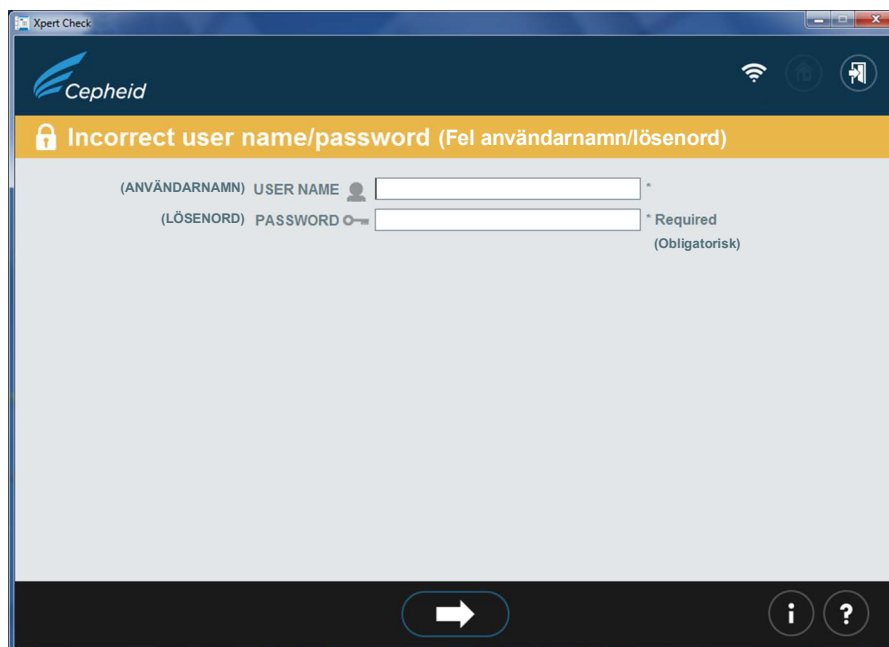 Xpert Check
Cepheid
Incorrect user name/password (Fel användarnamn/lösenord)
(ANVÄNDARNAMN) USER NAME *
(LÖSENORD) PASSWORD * Required
(Obligatorisk)
i ?